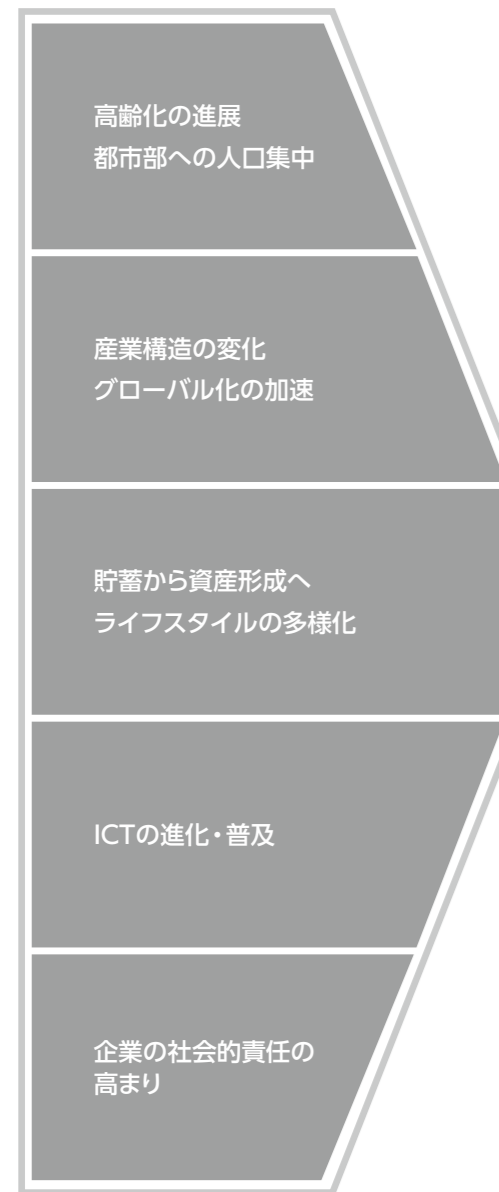 高齢化の進展
都市部への人口集中
産業構造の変化
グローバル化の加速
貯蓄から資産形成へ
ライフスタイルの多様化
ICTの進化・普及
企業の社会的責任の
高まり